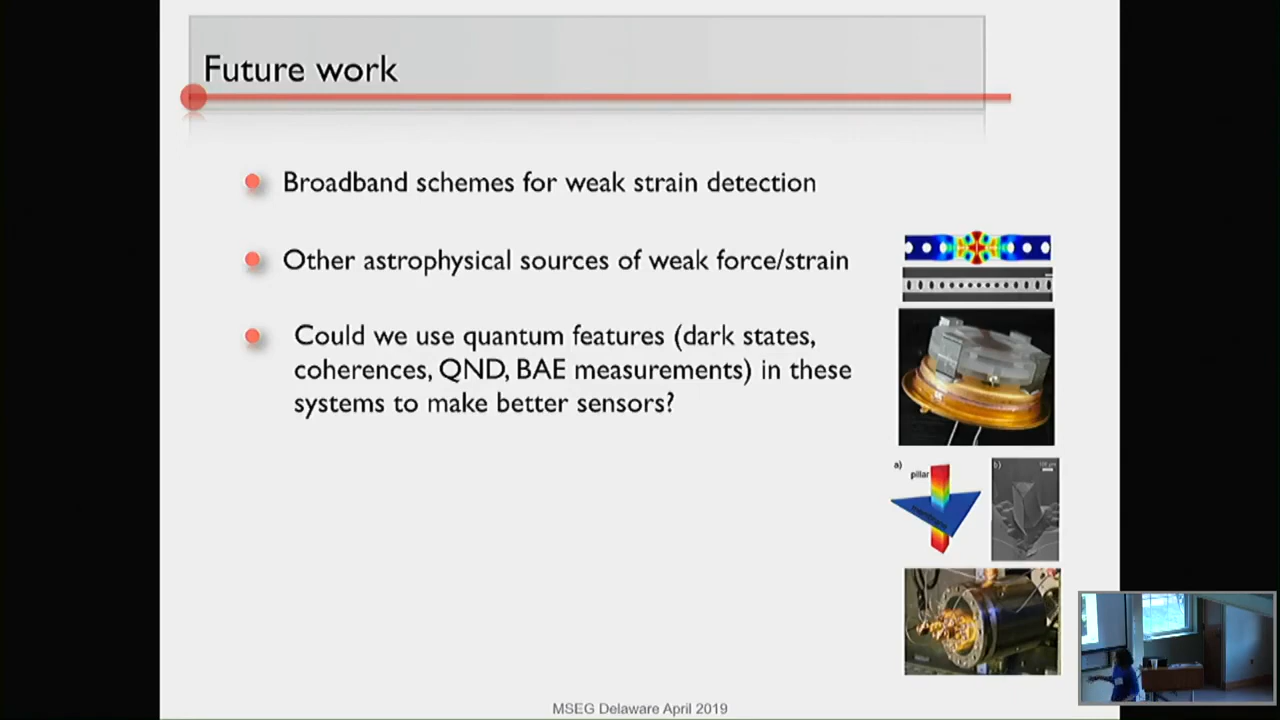 Future work
Broadband schemes for weak strain detection
Other astrophysical sources of weak force/strain
Could we use quantum features (dark states,
coherences, QND, BAE measurements) in these
systems to make better sensors?
a)
pillar
b)
MSEG Delaware April 2019